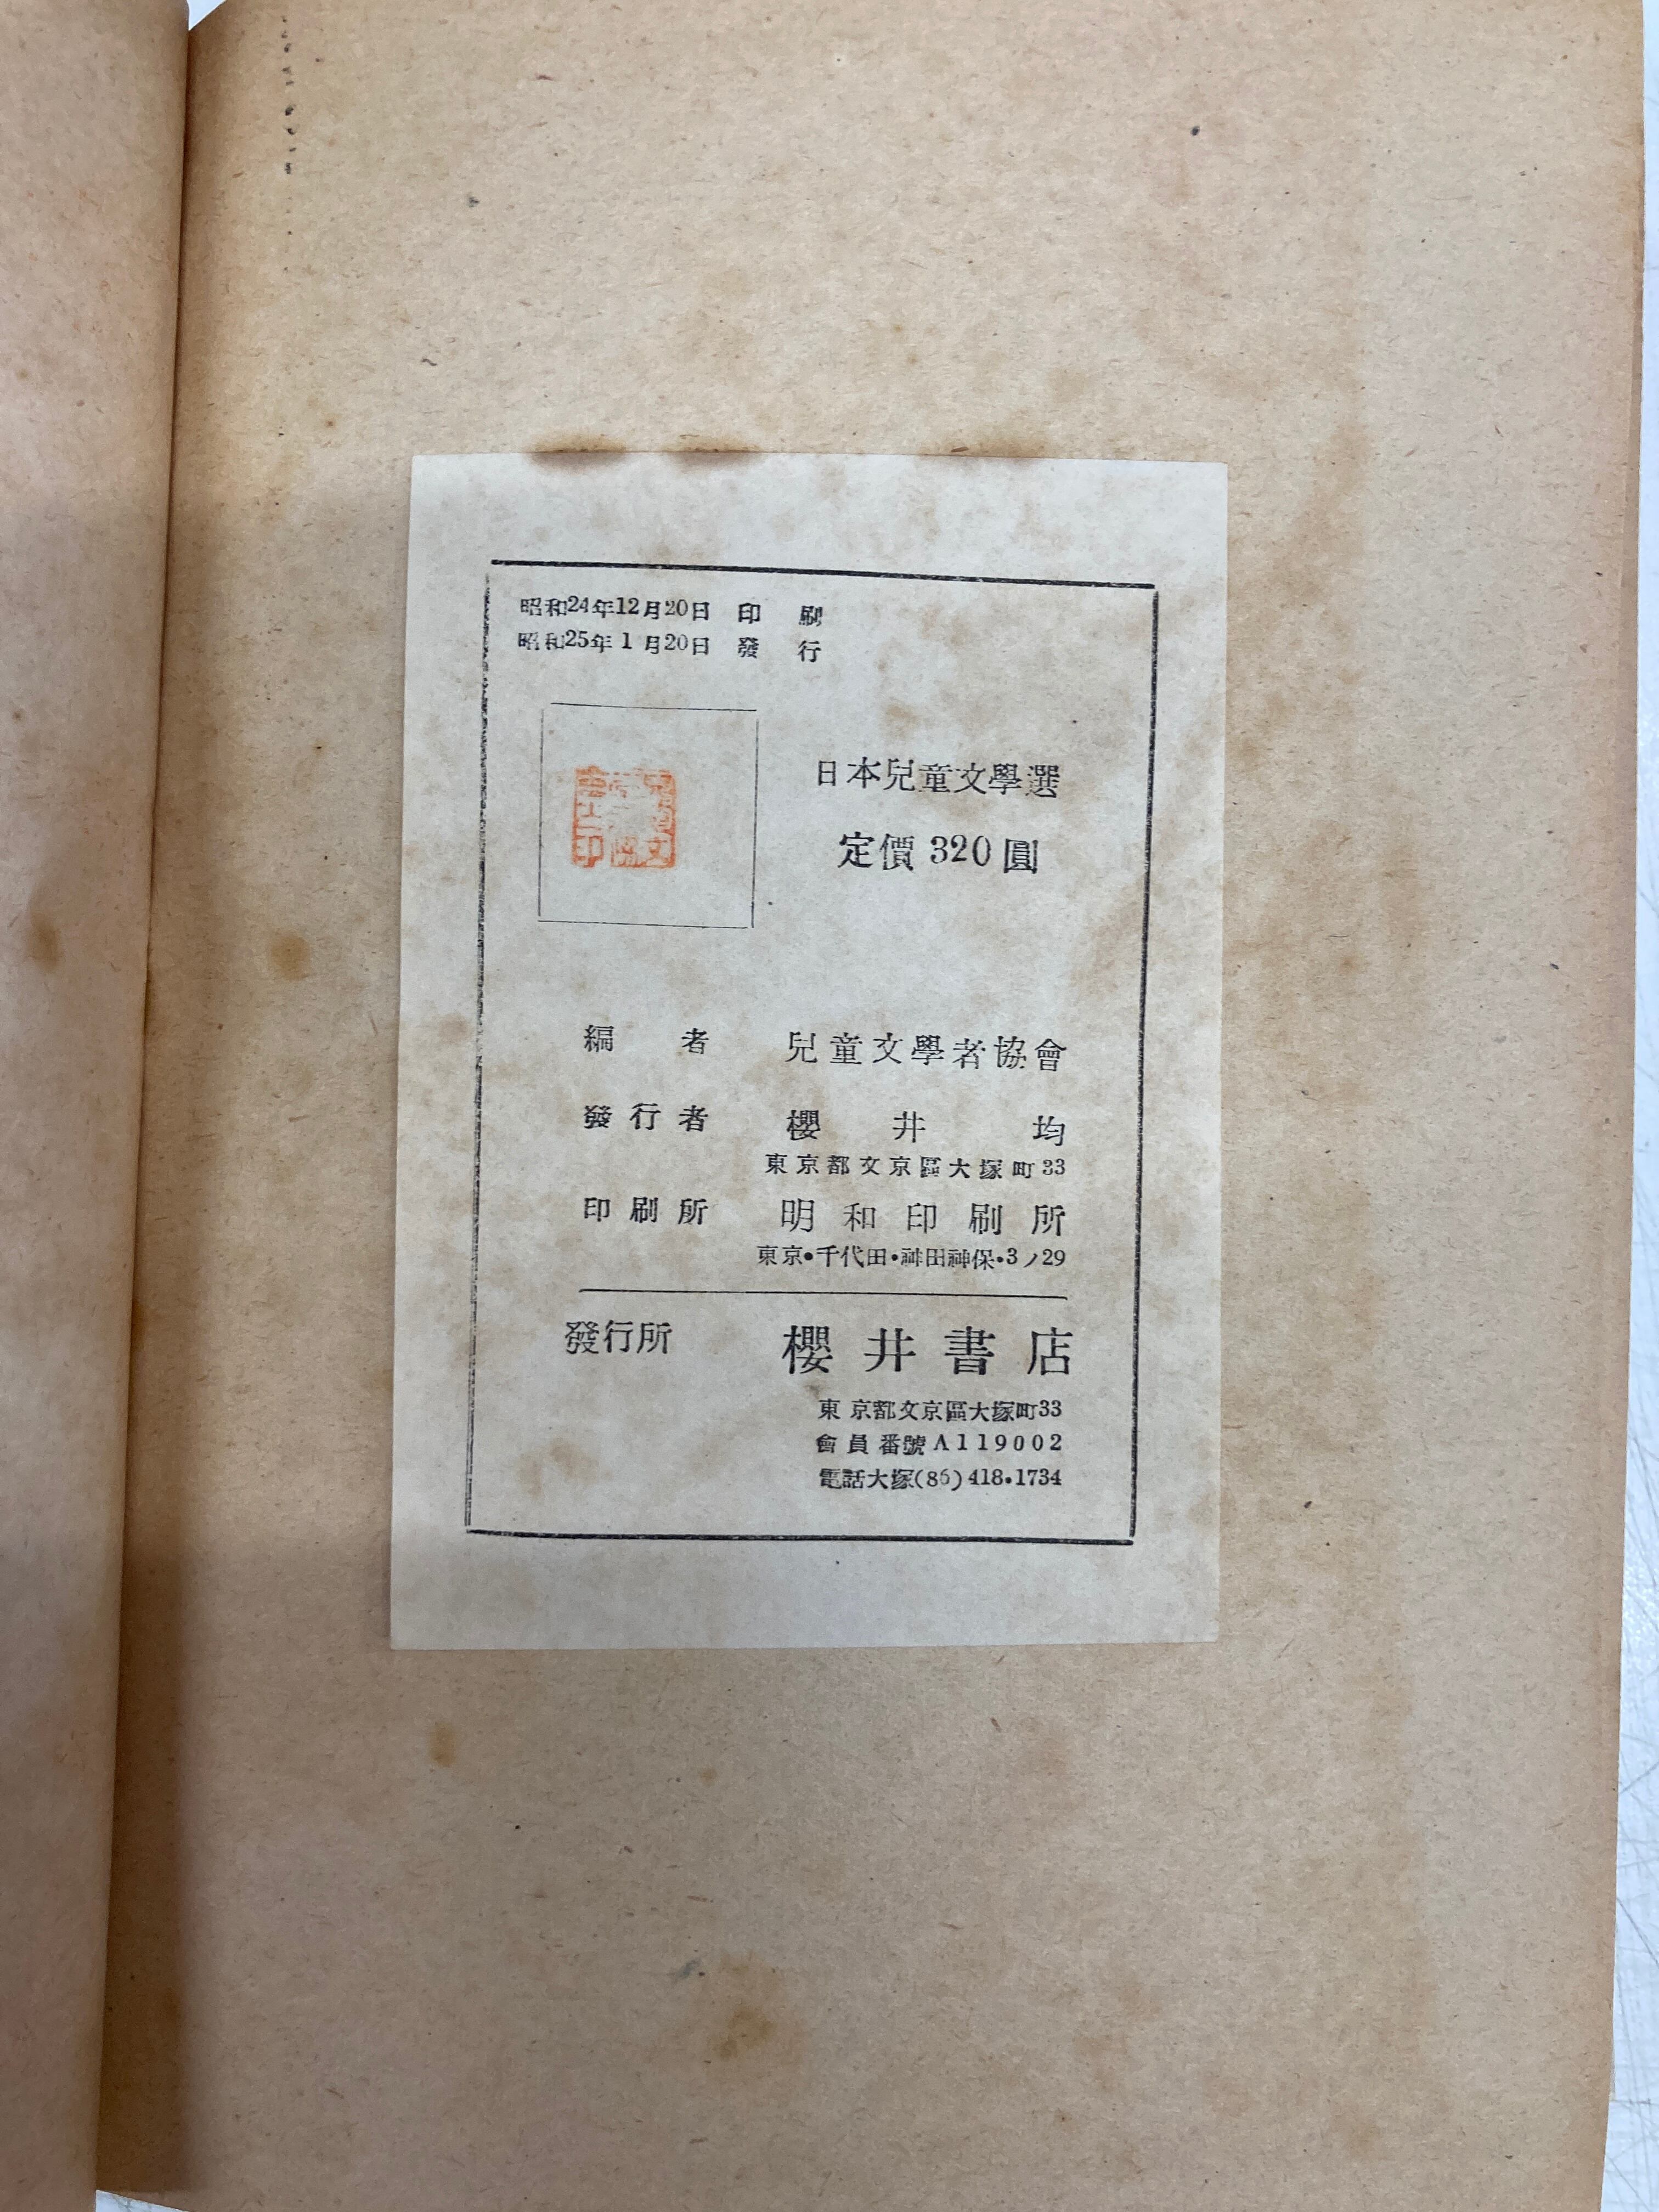 昭和24年12月20日 印刷
昭和25年1月20日 發行
日本兒童文學選
定價 320 圓
編者 兒童文學者協會
發行者 櫻井均
東京都文京區大塚町33
印刷所 明和印刷所
東京・千代田・神田神保・3ノ29
發行所 櫻井書店
東京都文京區大塚町33
會員番號A119002
電話大塚(86)418・1734